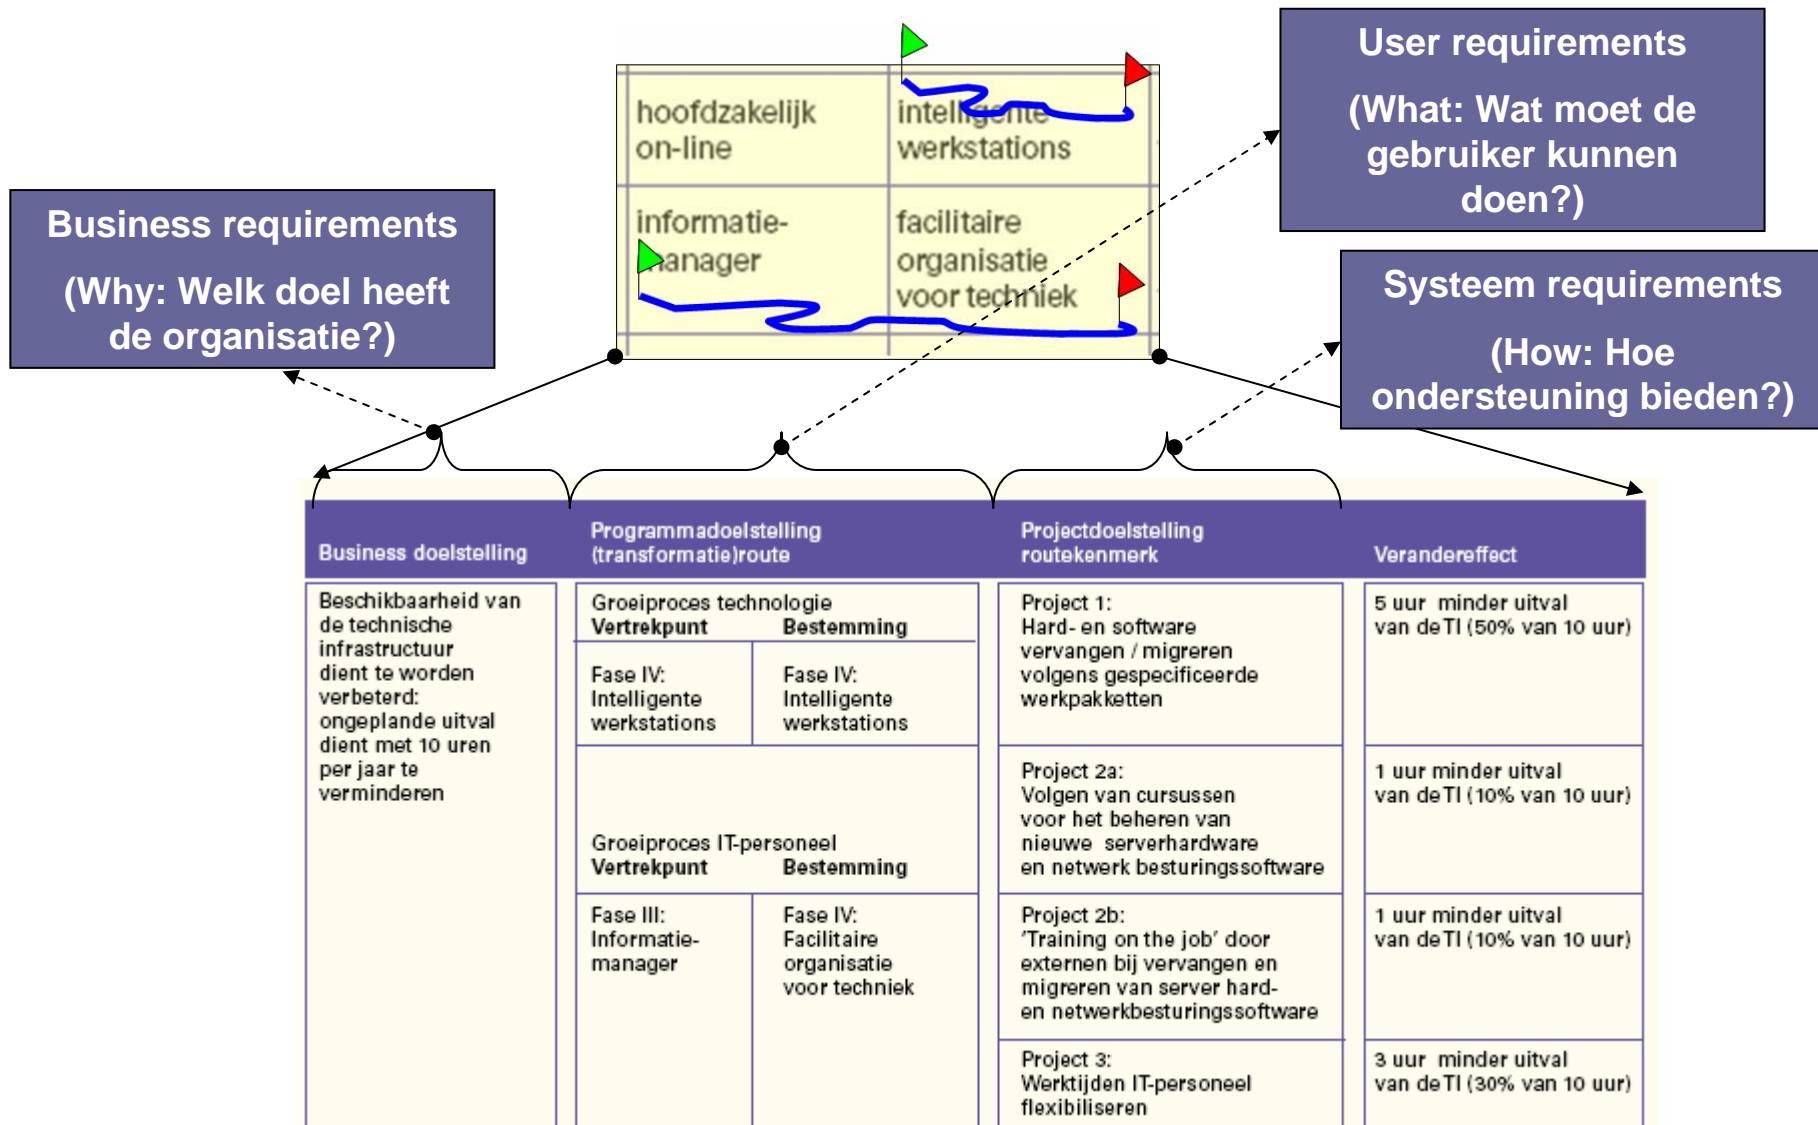 User requirements
(What: Wat moet de
gebruiker kunnen
doen?)
hoofdzakelijk
on-line
intelligente
werkstations
informatie-
manager
facilitaire
organisatie
voor techniek
Business requirements
(Why: Welk doel heeft
de organisatie?)
Systeem requirements
(How: Hoe
ondersteuning bieden?)
Business doelstelling
Programmadoelstelling
(transformatie)route
Projectdoelstelling
routekenmerk
Verandereffect
Beschikbaarheid van
de technische
infrastructuur
dient te worden
verbeterd:
ongeplande uitval
dient met 10 uren
per jaar te
verminderen
Groeiproces technologie
Vertrekpunt Bestemming
Fase IV:
Intelligente
werkstations
Fase IV:
Intelligente
werkstations
Groeiproces IT-personeel
Vertrekpunt Bestemming
Fase III:
Informatie-
manager
Fase IV:
Facilitaire
organisatie
voor techniek
Project 1:
Hard- en software
vervangen / migreren
volgens gespecificeerde
werkpakketten
5 uur minder uitval
van de TI (50% van 10 uur)
Project 2a:
Volgen van cursussen
voor het beheren van
nieuwe serverhardware
en netwerk besturingssoftware
1 uur minder uitval
van de TI (10% van 10 uur)
Project 2b:
'Training on the job' door
externen bij vervangen en
migreren van server hard-
en netwerkbesturingssoftware
1 uur minder uitval
van de TI (10% van 10 uur)
Project 3:
Werktijden IT-personeel
flexibiliseren
3 uur minder uitval
van de TI (30% van 10 uur)